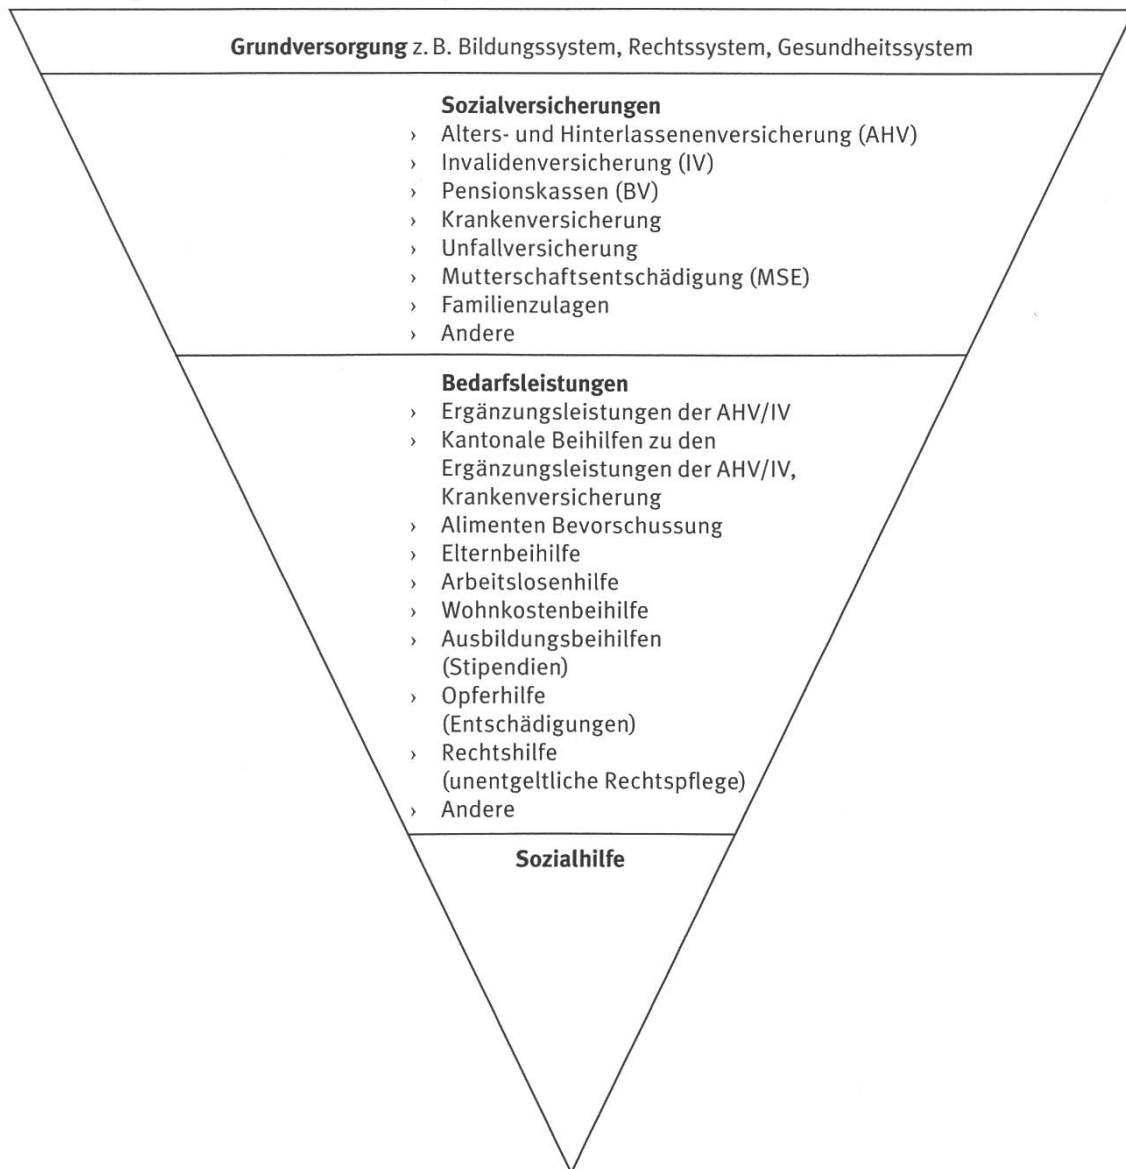 Grundversorgung z. B. Bildungssystem, Rechtssystem, Gesundheitssystem
Sozialversicherungen
› Alters- und Hinterlassenenversicherung (AHV)
› Invalidenversicherung (IV)
› Pensionskassen (BV)
› Krankenversicherung
› Unfallversicherung
› Mutterschaftsentschädigung (MSE)
› Familienzulagen
› Andere
Bedarfsleistungen
› Ergänzungsleistungen der AHV/IV
› Kantonale Beihilfen zu den
Ergänzungsleistungen der AHV/IV,
Krankenversicherung
› Alimenten Bevorschussung
› Elternbeihilfe
› Arbeitslosenhilfe
› Wohnkostenbeihilfe
› Ausbildungsbeihilfen
(Stipendien)
› Opferhilfe
(Entschädigungen)
› Rechtshilfe
(unentgeltliche Rechtspflege)
› Andere
Sozialhilfe